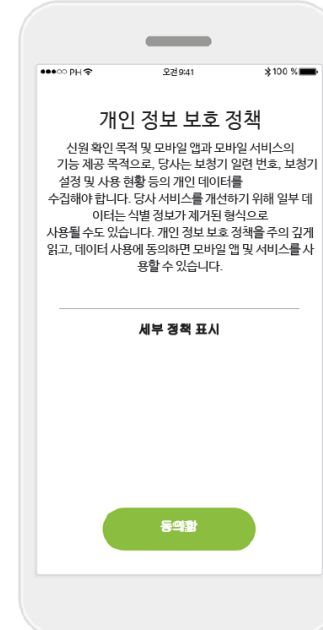 ●●●○○ PH 오전9:41 100 %
개인 정보 보호 정책
신원 확인 목적 및 모바일 앱과 모바일 서비스의
기능 제공 목적으로, 당사는 보청기 일련 번호, 보청기
설정 및 사용 현황 등의 개인 데이터를
수집해야 합니다. 당사 서비스를 개선하기 위해 일부 데
이터는 식별 정보가 제거된 형식으로
사용될 수도 있습니다. 개인 정보 보호 정책을 주의 깊게
읽고, 데이터 사용에 동의하면 모바일 앱 및 서비스를 사
용할 수 있습니다.
세부 정책 표시
동의함